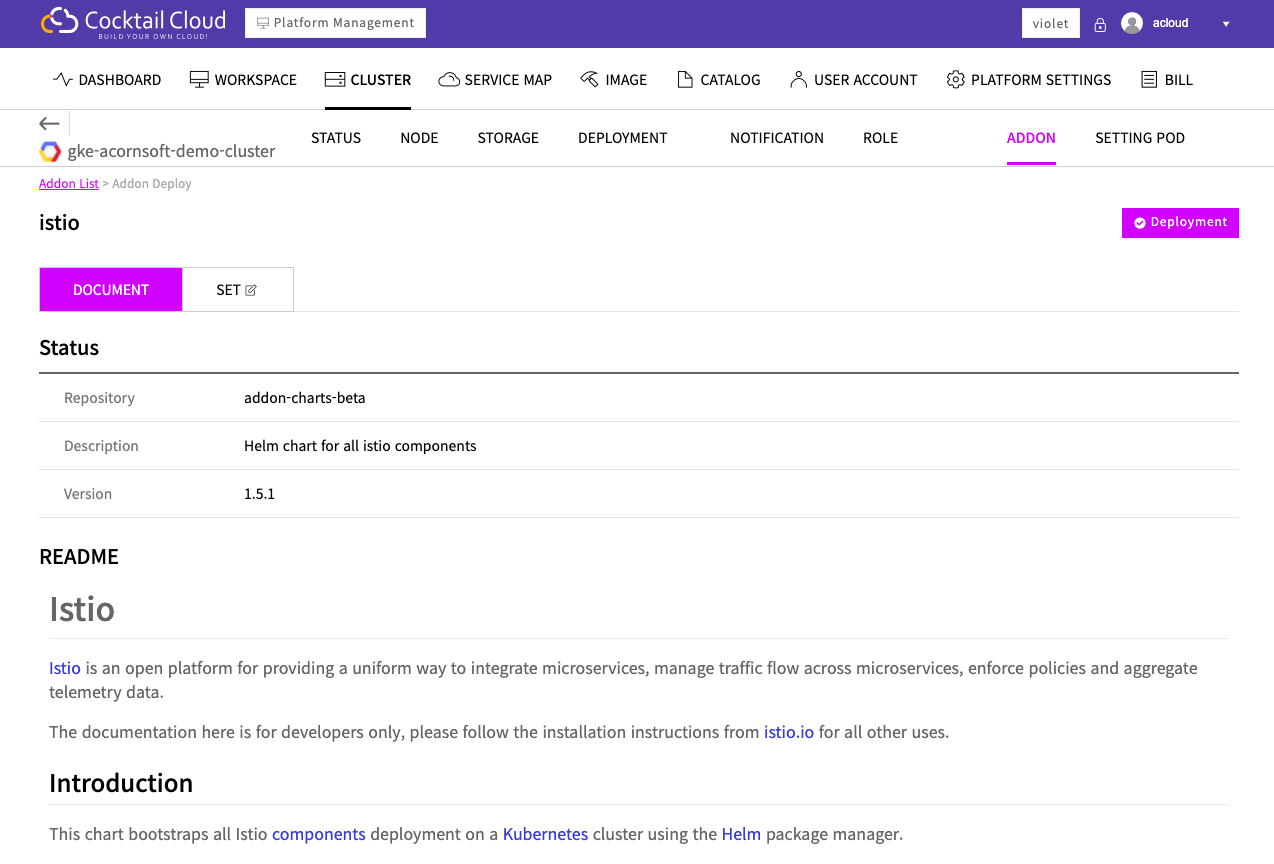 Cocktail Cloud
BUILD YOUR OWN CLOUD!
Platform Management
violet
acloud
DASHBOARD
WORKSPACE
CLUSTER
SERVICE MAP
IMAGE
CATALOG
USER ACCOUNT
PLATFORM SETTINGS
BILL
gke-acornsoft-demo-cluster
STATUS
NODE
STORAGE
DEPLOYMENT
NOTIFICATION
ROLE
ADDON
SETTING POD
Addon List > Addon Deploy
istio
Deployment
DOCUMENT
SET
Status
Repository addon-charts-beta
Description Helm chart for all istio components
Version 1.5.1
README
Istio
Istio is an open platform for providing a uniform way to integrate microservices, manage traffic flow across microservices, enforce policies and aggregate
telemetry data.
The documentation here is for developers only, please follow the installation instructions from istio.io for all other uses.
Introduction
This chart bootstraps all Istio components deployment on a Kubernetes cluster using the Helm package manager.